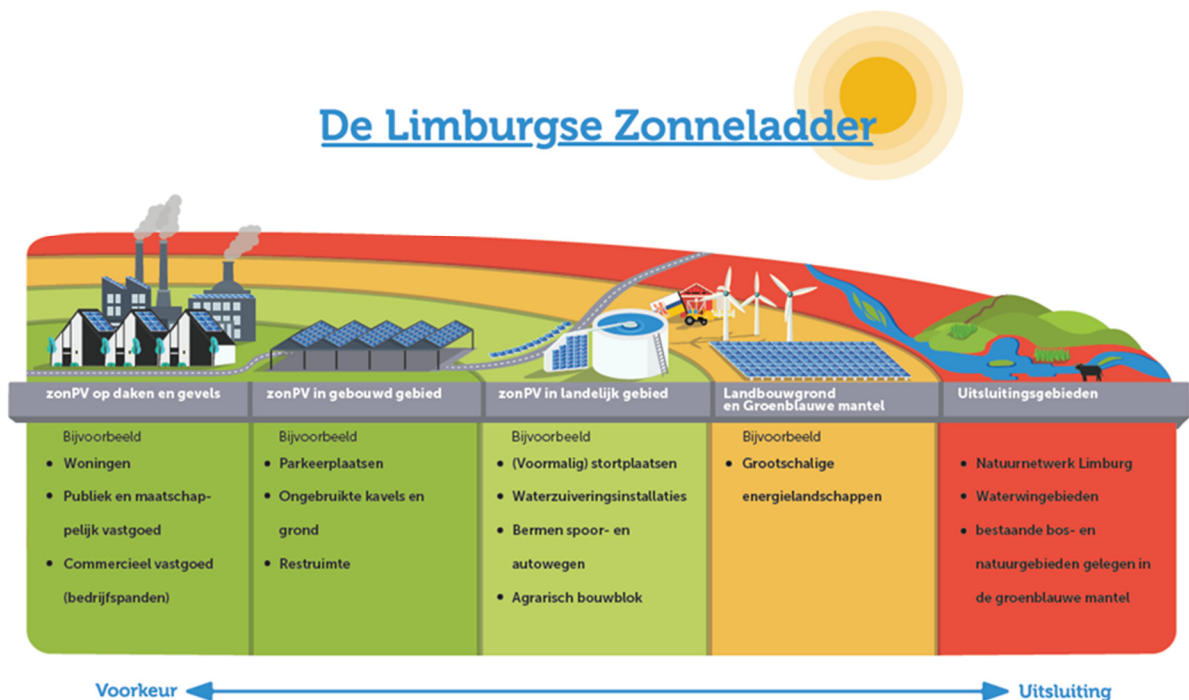 De Limburgse Zonneladder
zonPV op daken en gevels
Bijvoorbeeld
• Woningen
• Publiek en maatschap-
pelijk vastgoed
• Commercieel vastgoed
(bedrijfspanden)
zonPV in gebouwd gebied
Bijvoorbeeld
• Parkeerplaatsen
• Ongebruikte kavels en
grond
• Restruimte
zonPV in landelijk gebied
Bijvoorbeeld
• (Voormalig) stortplaatsen
• Waterzuiveringsinstallaties
• Bermen spoor- en
autowegen
• Agrarisch bouwblok
Landbouwgrond
en Groenblauwe mantel
Bijvoorbeeld
• Grootschalige
energielandschappen
Uitsluitingsgebieden
• Natuurnetwerk Limburg
• Waterwingebieden
• bestaande bos- en
natuurgebieden gelegen in
de groenblauwe mantel
Voorkeur
Uitsluiting